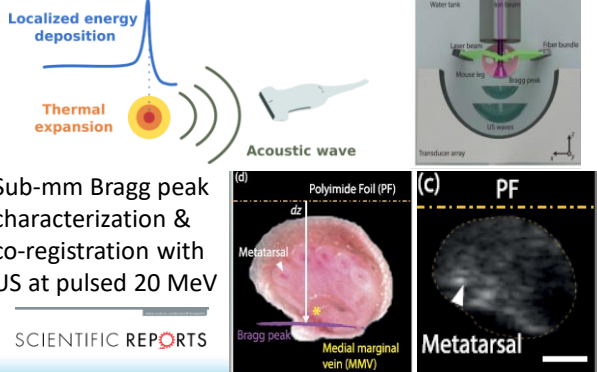 Localized energy
deposition
Thermal
expansion
Acoustic wave
Water tank
Ion beam
Laser beam
Fiber bundle
Mouse leg
Bragg peak
US waves
Transducer array
z
x
y
Sub-mm Bragg peak
characterization &
co-registration with
US at pulsed 20 MeV
SCIENTIFIC REPORTS
(d)
Polyimide Foil (PF)
dz
Metatarsal
*
Bragg peak
Medial marginal
vein (MMV)
(c)
PF
Metatarsal